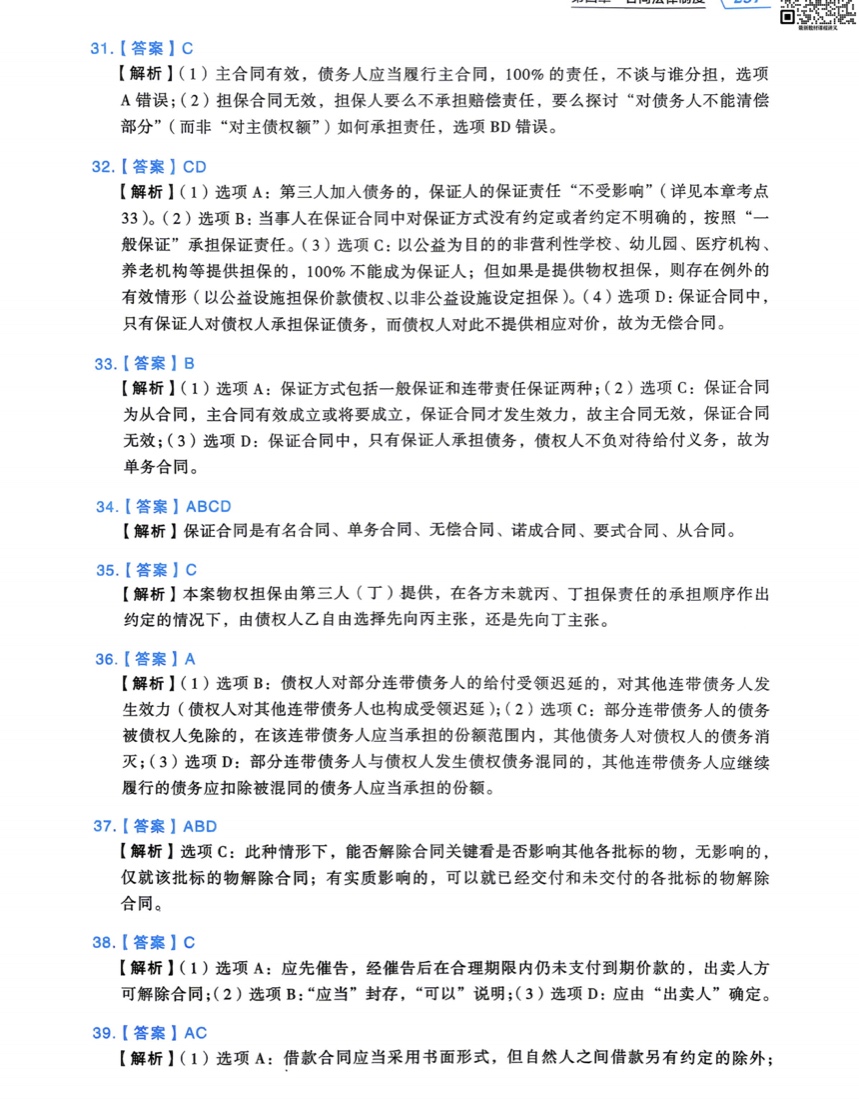 31.【答案】C
【解析】(1)主合同有效，债务人应当履行主合同，100%的责任，不谈与谁分担，选项
A错误；(2)担保合同无效，担保人要么不承担赔偿责任，要么探讨“对债务人不能清偿
部分”(而非“对主债权额”)如何承担责任，选项BD错误。
32.【答案】CD
【解析】(1)选项A：第三人加入债务的，保证人的保证责任“不受影响”(详见本章考点
33)。(2)选项B：当事人在保证合同中对保证方式没有约定或者约定不明确的，按照“一
般保证”承担保证责任。(3)选项C：以公益为目的的非营利性学校、幼儿园、医疗机构、
养老机构等提供担保的，100%不能成为保证人；但如果是提供物权担保，则存在例外的
有效情形(以公益设施担保价款债权、以非公益设施设定担保)。(4)选项D：保证合同中，
只有保证人对债权人承担保证债务，而债权人对此不提供相应对价，故为无偿合同。
33.【答案】B
【解析】(1)选项A：保证方式包括一般保证和连带责任保证两种；(2)选项C：保证合同
为从合同，主合同有效成立或将要成立，保证合同才发生效力，故主合同无效，保证合同
无效；(3)选项D：保证合同中，只有保证人承担债务，债权人不负对待给付义务，故为
单务合同。
34.【答案】ABCD
【解析】保证合同是有名合同、单务合同、无偿合同、诺成合同、要式合同、从合同。
35.【答案】C
【解析】本案物权担保由第三人(丁)提供，在各方未就丙、丁担保责任的承担顺序作出
约定的情况下，由债权人乙自由选择先向丙主张，还是先向丁主张。
36.【答案】A
【解析】(1)选项B：债权人对部分连带债务人的给付受领迟延的，对其他连带债务人发
生效力(债权人对其他连带债务人也构成受领迟延)；(2)选项C：部分连带债务人的债务
被债权人免除的，在该连带债务人应当承担的份额范围内，其他债务人对债权人的债务消
灭；(3)选项D：部分连带债务人与债权人发生债权债务混同的，其他连带债务人应继续
履行的债务应扣除被混同的债务人应当承担的份额。
37.【答案】ABD
【解析】选项C：此种情形下，能否解除合同关键看是否影响其他各批标的物，无影响的，
仅就该批标的物解除合同；有实质影响的，可以就已经交付和未交付的各批标的物解除
合同。
38.【答案】C
【解析】(1)选项A：应先催告，经催告后在合理期限内仍未支付到期价款的，出卖人方
可解除合同；(2)选项B：“应当”封存，“可以”说明；(3)选项D：应由“出卖人”确定。
39.【答案】AC
【解析】(1)选项A：借款合同应当采用书面形式，但自然人之间借款另有约定的除外；